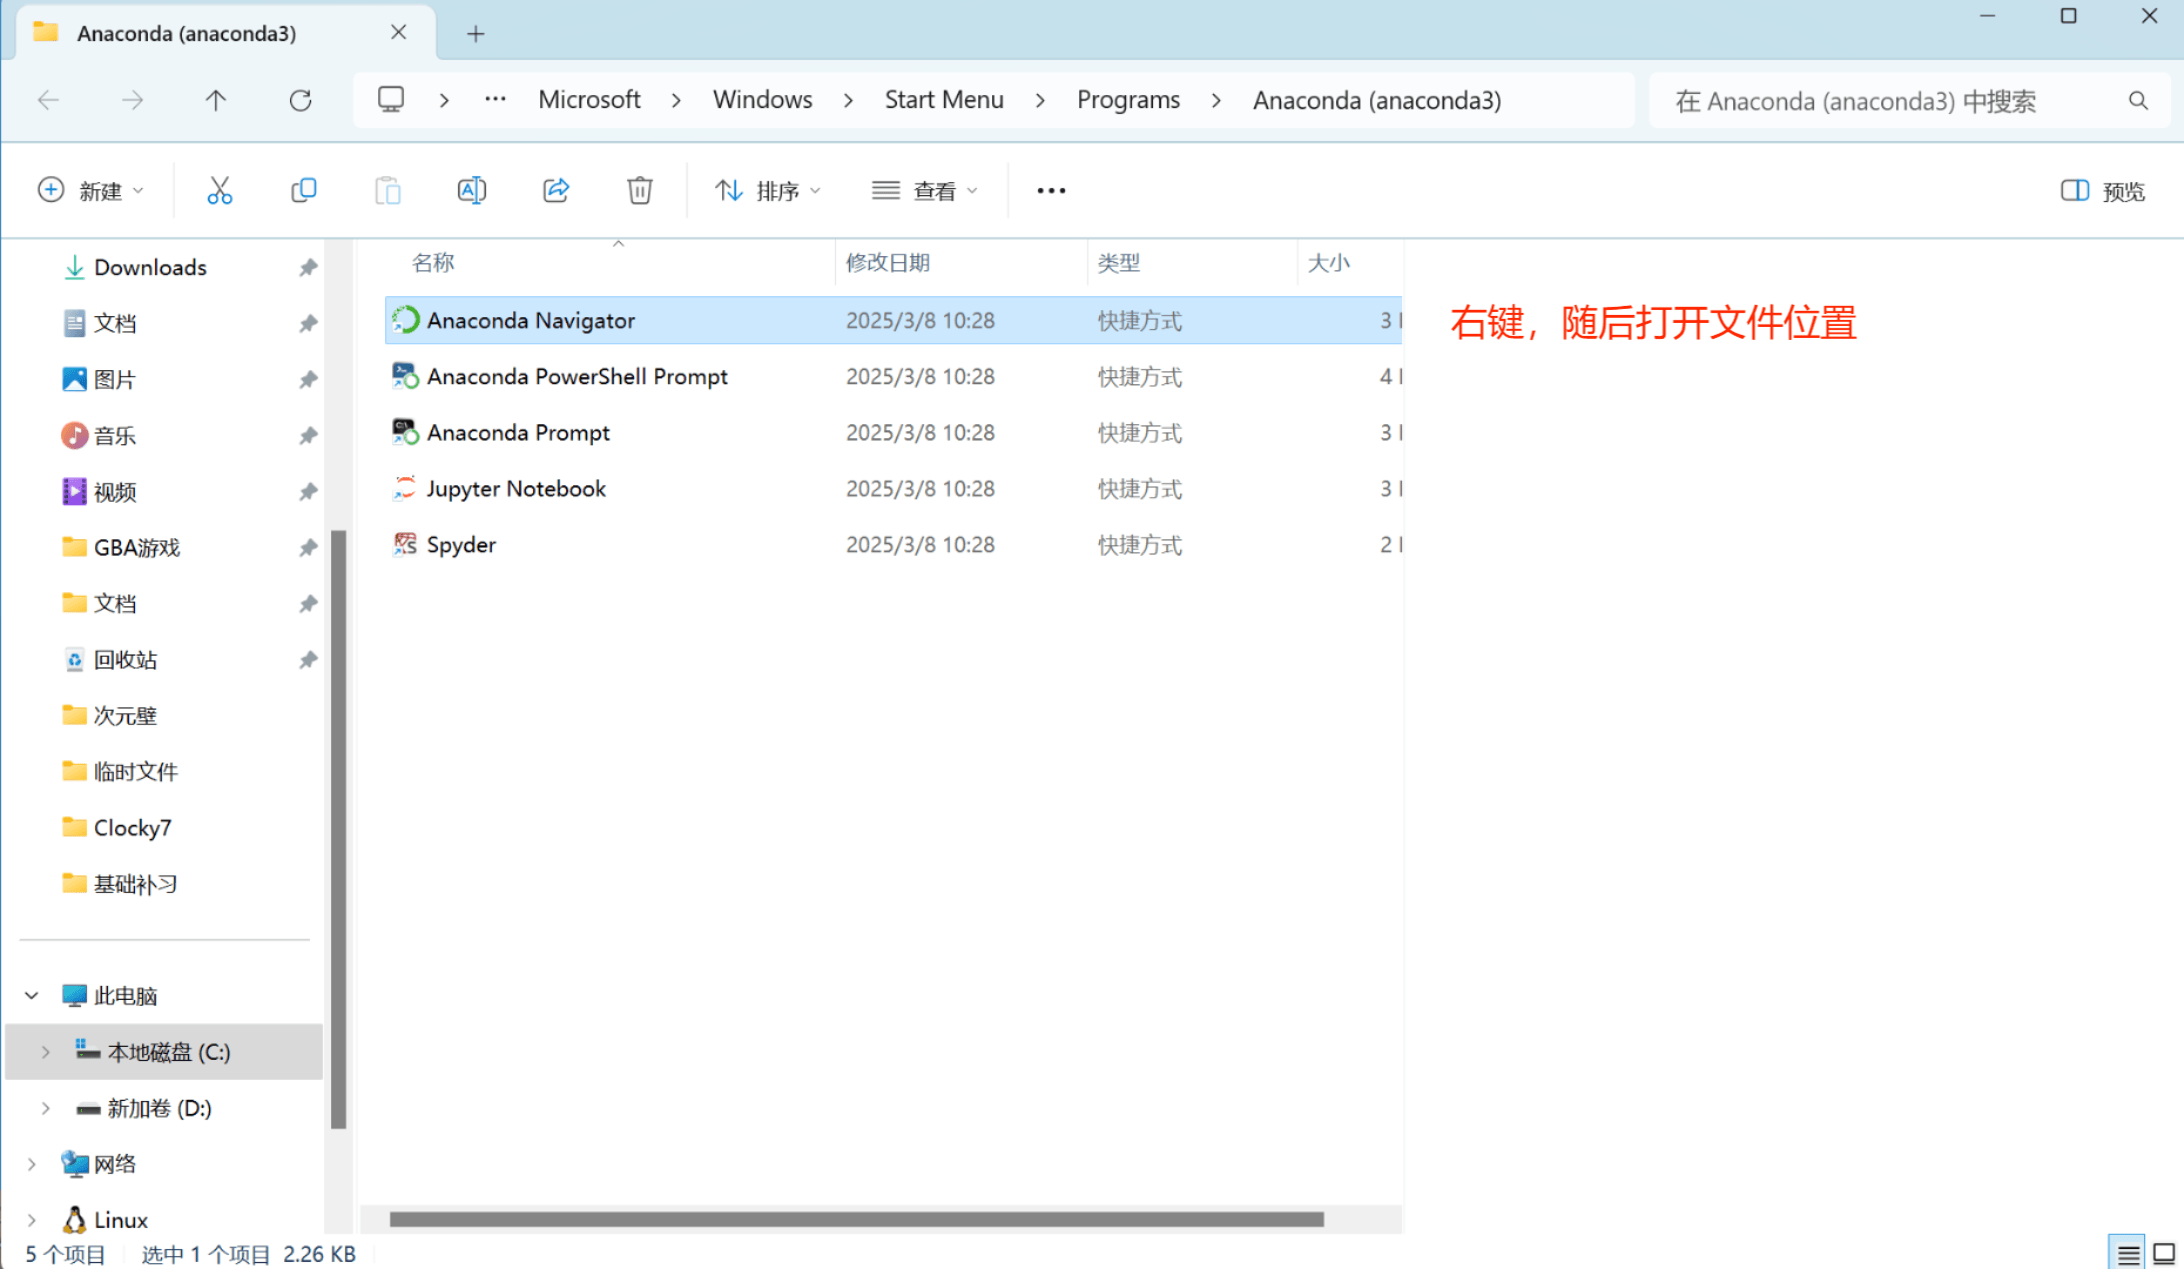 Anaconda (anaconda3)
Microsoft > Windows > Start Menu > Programs > Anaconda (anaconda3)
在 Anaconda (anaconda3) 中搜索
新建
排序
查看
预览
Downloads
文档
图片
音乐
视频
GBA游戏
文档
回收站
次元壁
临时文件
Clocky7
基础补习
此电脑
本地磁盘 (C:)
新加卷 (D:)
网络
Linux
名称 修改日期 类型 大小
Anaconda Navigator 2025/3/8 10:28 快捷方式 3
Anaconda PowerShell Prompt 2025/3/8 10:28 快捷方式 4
Anaconda Prompt 2025/3/8 10:28 快捷方式 3
Jupyter Notebook 2025/3/8 10:28 快捷方式 3
Spyder 2025/3/8 10:28 快捷方式 2
右键，随后打开文件位置
5 个项目 选中 1 个项目 2.26 KB